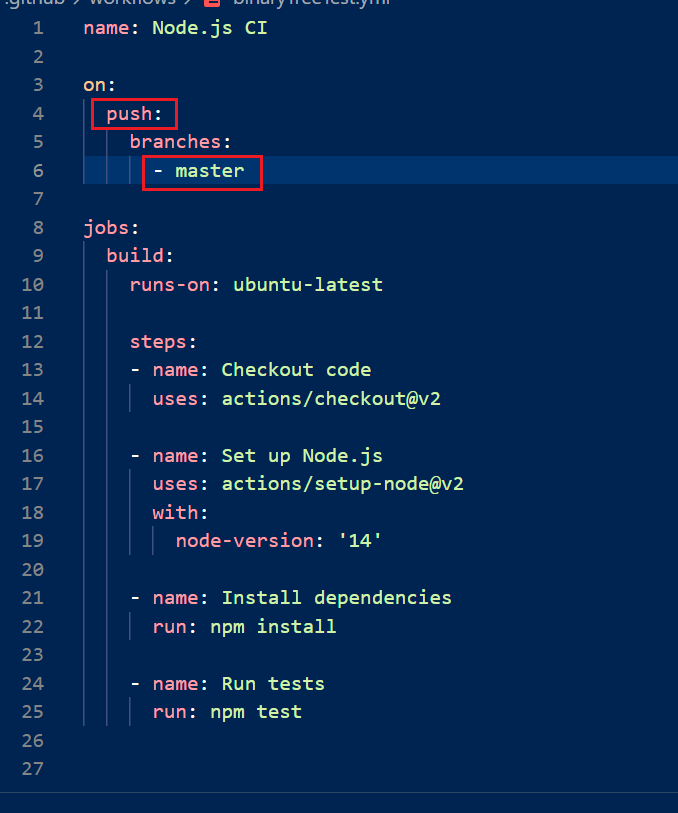 .github > workflows > binaryTreeTest.yml
1 name: Node.js CI
2
3 on:
4 push:
5 branches:
6 - master
7
8 jobs:
9 build:
10 runs-on: ubuntu-latest
11
12 steps:
13 - name: Checkout code
14 uses: actions/checkout@v2
15
16 - name: Set up Node.js
17 uses: actions/setup-node@v2
18 with:
19 node-version: '14'
20
21 - name: Install dependencies
22 run: npm install
23
24 - name: Run tests
25 run: npm test
26
27